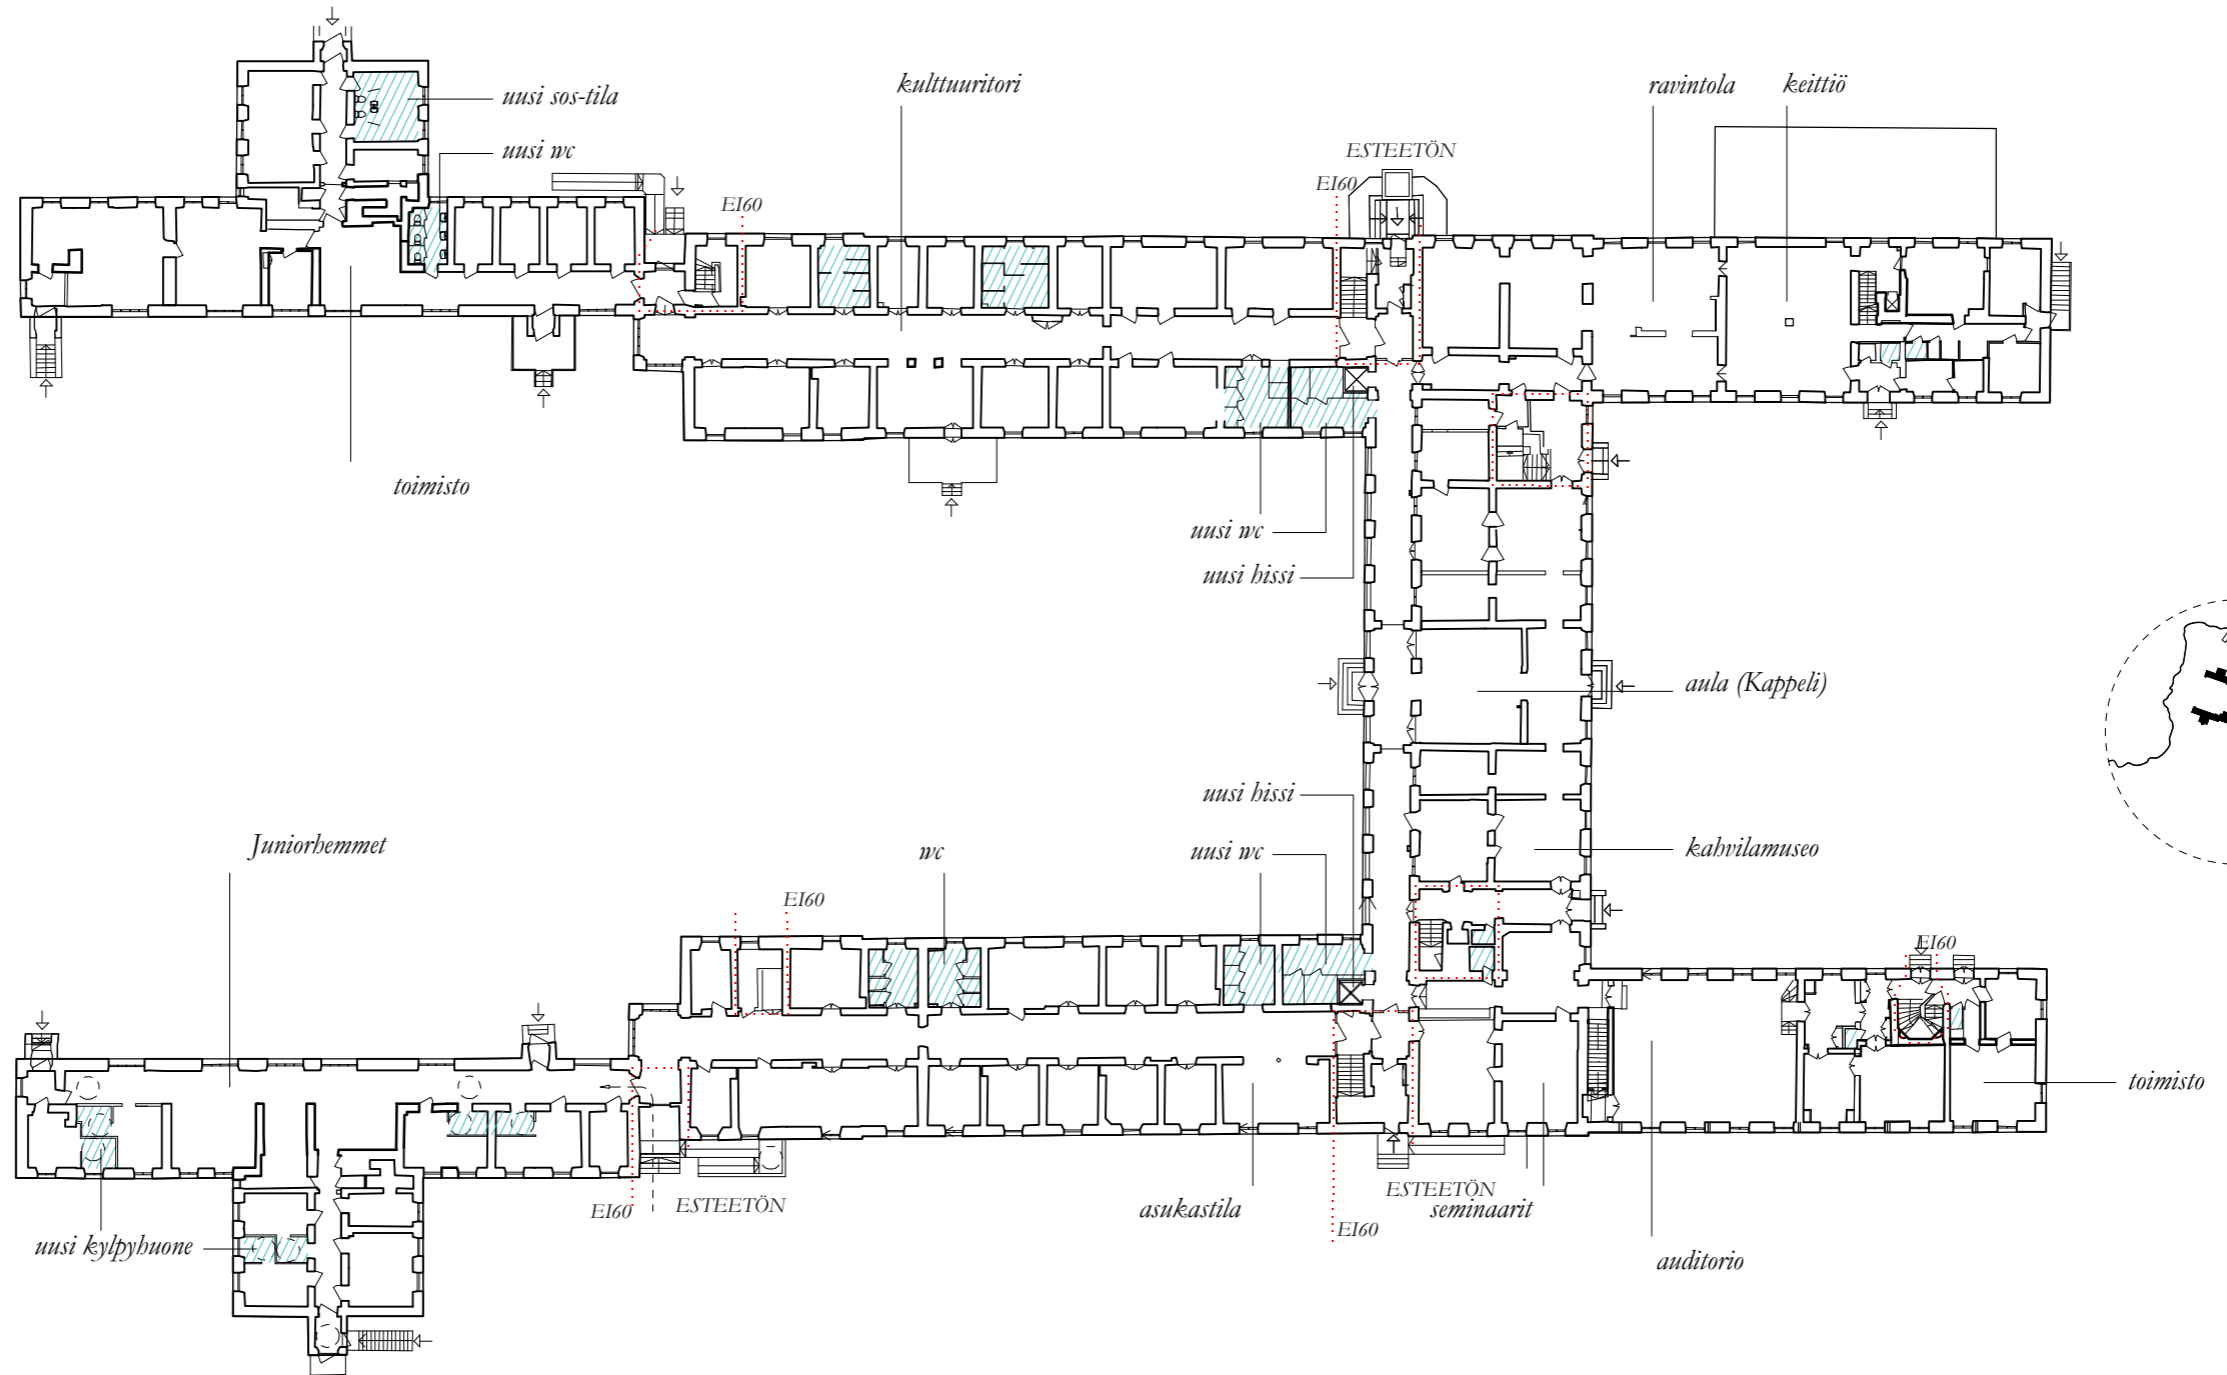 kulttuuritori
ravintola
keittiö
uusi sos-tila
uusi wc
ESTEETÖN
EI60
EI60
toimisto
uusi wc
uusi hissi
aula (Kappeli)
uusi hissi
Juniorhemmet
wc
uusi wc
kahvilamuseo
EI60
EI60
toimisto
EI60
ESTEETÖN
asukastila
ESTEETÖN
seminaarit
EI60
uusi kylpyhuone
auditorio